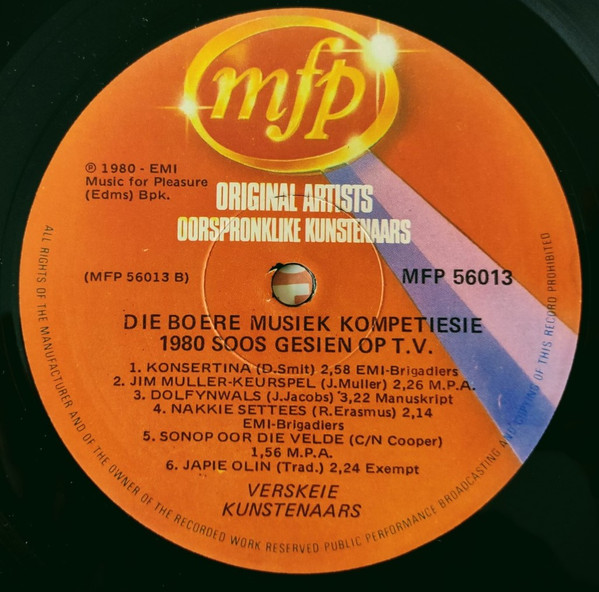 mfp
℗ 1980 - EMI
Music for Pleasure
(Edms) Bpk.
ORIGINAL ARTISTS
OORSPRONKLIKE KUNSTENAARS
(MFP 56013 B)
MFP 56013
DIE BOERE MUSIEK KOMPETIESIE
1980 SOOS GESIEN OP T.V.
1. KONSERTINA (D.Smit) 2,58 EMI-Brigadiers
2. JIM MULLER-KEURSPEL (J.Muller) 2,26 M.P.A.
3. DOLFYNWALS (J.Jacobs) 3,22 Manuskript
4. NAKKIE SETTEES (R.Erasmus) 2,14
EMI-Brigadiers
5. SONOP OOR DIE VELDE (C/N Cooper)
1,56 M.P.A.
6. JAPIE OLIN (Trad.) 2,24 Exempt
VERSKEIE
KUNSTENAARS
ALL RIGHTS OF THE MANUFACTURER AND OF THE OWNER OF THE RECORDED WORK RESERVED PUBLIC PERFORMANCE BROADCASTING AND COPYING OF THIS RECORD PROHIBITED